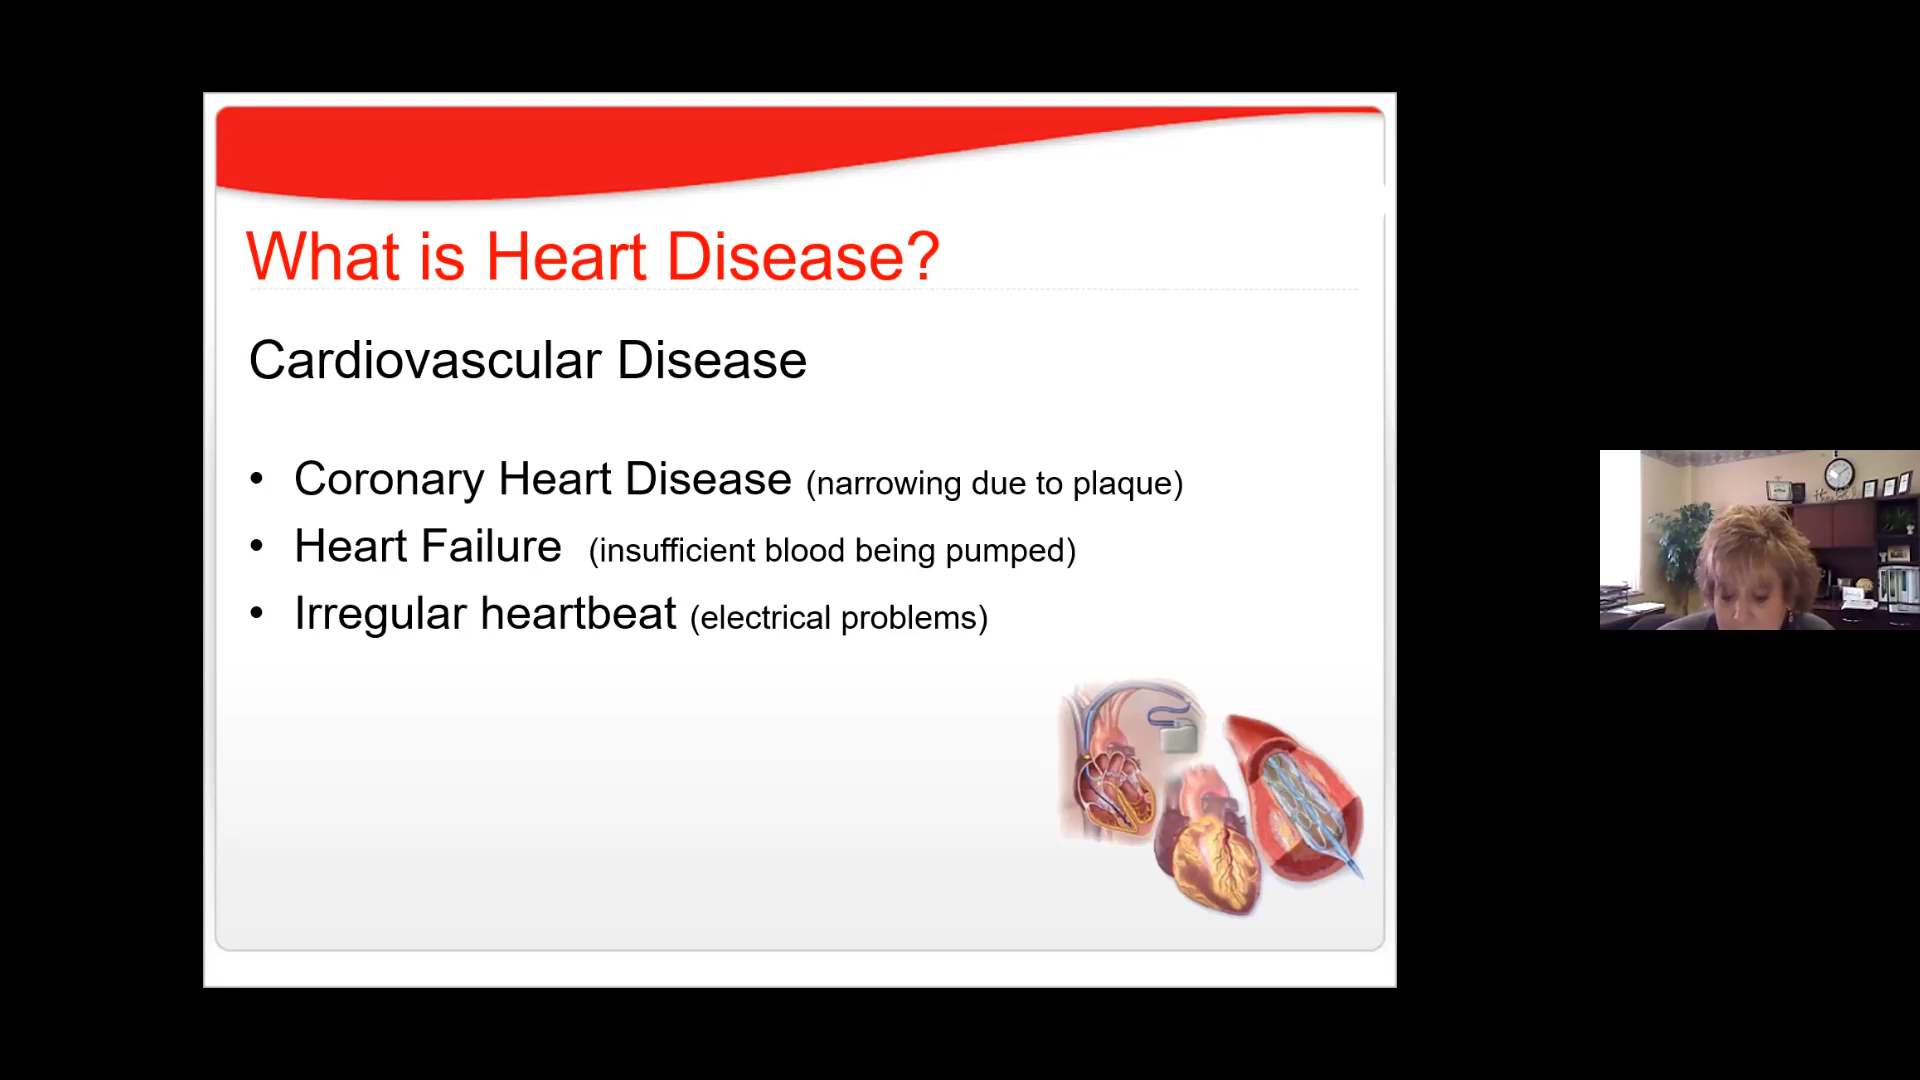 What is Heart Disease?
Cardiovascular Disease
• Coronary Heart Disease (narrowing due to plaque)
• Heart Failure (insufficient blood being pumped)
• Irregular heartbeat (electrical problems)